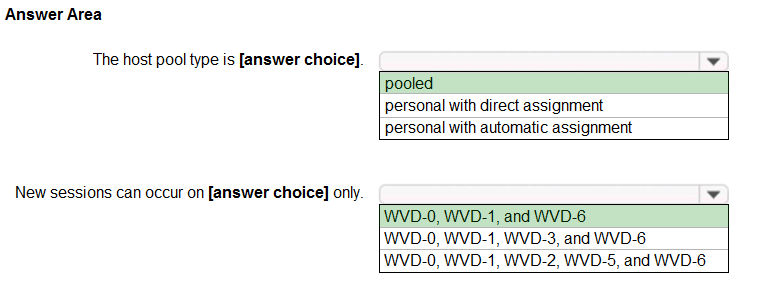 Answer Area
The host pool type is [answer choice].
pooled
personal with direct assignment
personal with automatic assignment
New sessions can occur on [answer choice] only.
WVD-0, WVD-1, and WVD-6
WVD-0, WVD-1, WVD-3, and WVD-6
WVD-0, WVD-1, WVD-2, WVD-5, and WVD-6